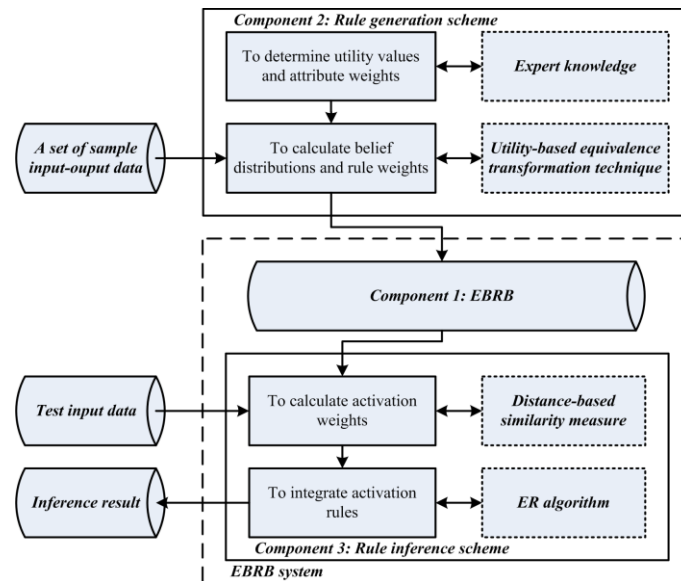 Component 2: Rule generation scheme
To determine utility values
and attribute weights
Expert knowledge
A set of sample
input-ouput data
To calculate belief
distributions and rule weights
Utility-based equivalence
transformation technique
Component 1: EBRB
Test input data
To calculate activation
weights
Distance-based
similarity measure
Inference result
To integrate activation
rules
ER algorithm
Component 3: Rule inference scheme
EBRB system